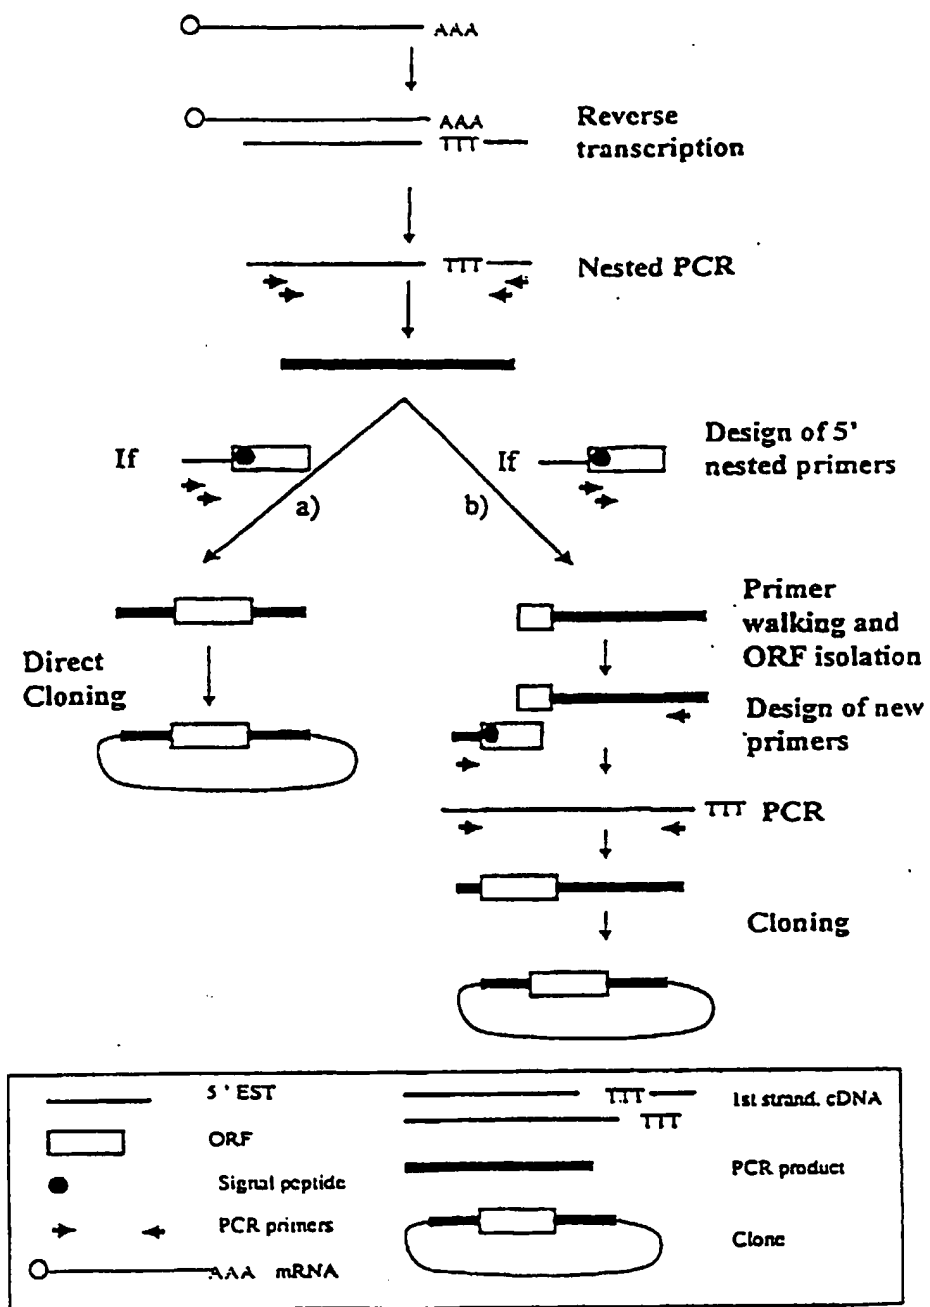 AAA
AAA
TTT
Reverse
transcription
TTT
Nested PCR
If
a)
If
b)
Design of 5'
nested primers
Direct
Cloning
Primer
walking and
ORF isolation
Design of new
primers
TTT PCR
Cloning
5' EST
ORF
Signal peptide
PCR primers
AAA mRNA
TTT
TTT
1st strand. cDNA
PCR product
Clone